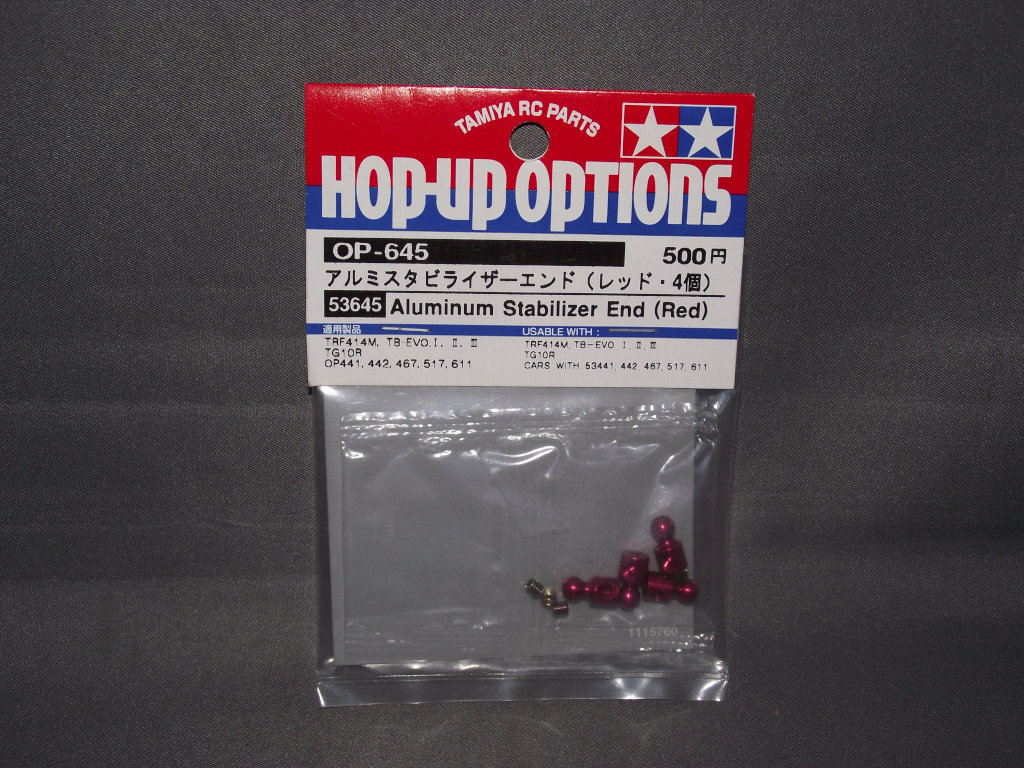 TAMIYA RC PARTS
HOP-UP OPTIONS
OP-645 500円
アルミスタビライザーエンド(レッド・4個)
53645 Aluminum Stabilizer End (Red)
適用製品
TRF414M, TB-EVO.Ⅰ, Ⅱ, Ⅲ
TG10R
OP441, 442, 467, 517, 611
USABLE WITH :
TRF414M, TB-EVO. Ⅰ, Ⅱ, Ⅲ
TG10R
CARS WITH 53441, 442, 467, 517, 611
1115760